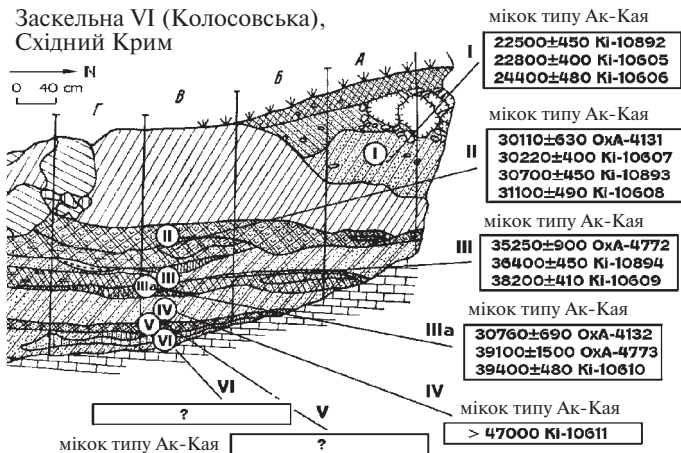 Заскельна VI (Колосовська),
Східний Крим
N
0 40 cm
Г В Б А
I
II
III
IIIa
IV
V
VI
I
мікок типу Ак-Кая
22500±450 Ki-10892
22800±400 Ki-10605
24400±480 Ki-10606
II
мікок типу Ак-Кая
30110±630 OxA-4131
30220±400 Ki-10607
30700±450 Ki-10893
31100±490 Ki-10608
III
мікок типу Ак-Кая
35250±900 OxA-4772
36400±450 Ki-10894
38200±410 Ki-10609
IIIa
мікок типу Ак-Кая
30760±690 OxA-4132
39100±1500 OxA-4773
39400±480 Ki-10610
IV
мікок типу Ак-Кая
> 47000 Ki-10611
VI
?
мікок типу Ак-Кая
V
?